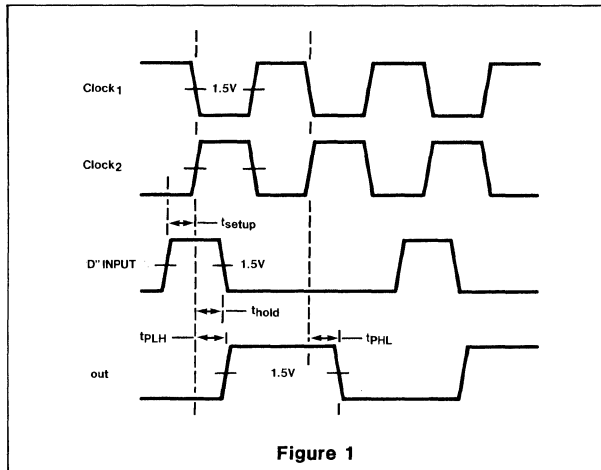 Clock1
1.5V
Clock2
tsetup
D" INPUT
1.5V
thold
tPLH
tPHL
out
1.5V
Figure 1